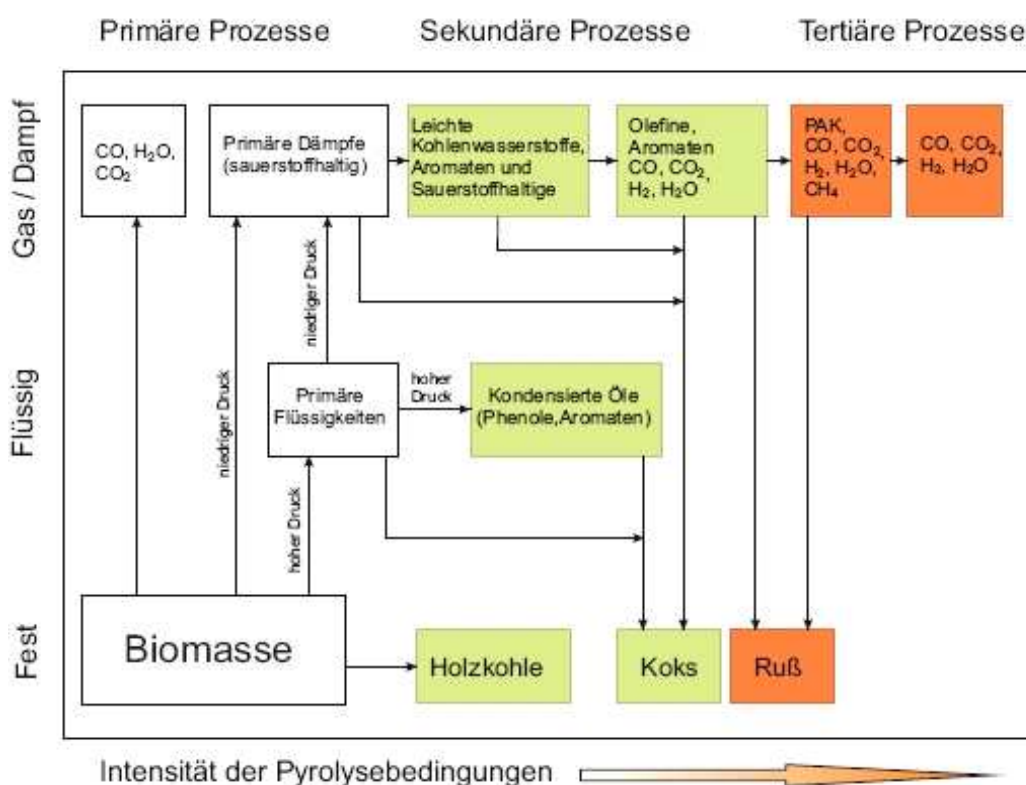 Primäre Prozesse
Sekundäre Prozesse
Tertiäre Prozesse
Gas / Dampf
CO, H₂O,
CO₂
Primäre Dämpfe
(sauerstoffhaltig)
Leichte
Kohlenwasserstoffe,
Aromaten und
Sauerstoffhaltige
Olefine,
Aromaten
CO, CO₂,
H₂, H₂O
PAK,
CO, CO₂,
H₂, H₂O,
CH₄
CO, CO₂,
H₂, H₂O
niedriger Druck
niedriger Druck
Flüssig
Primäre
Flüssigkeiten
hoher
Druck
Kondensierte Öle
(Phenole,Aromaten)
hoher Druck
Fest
Biomasse
Holzkohle
Koks
Ruß
Intensität der Pyrolysebedingungen